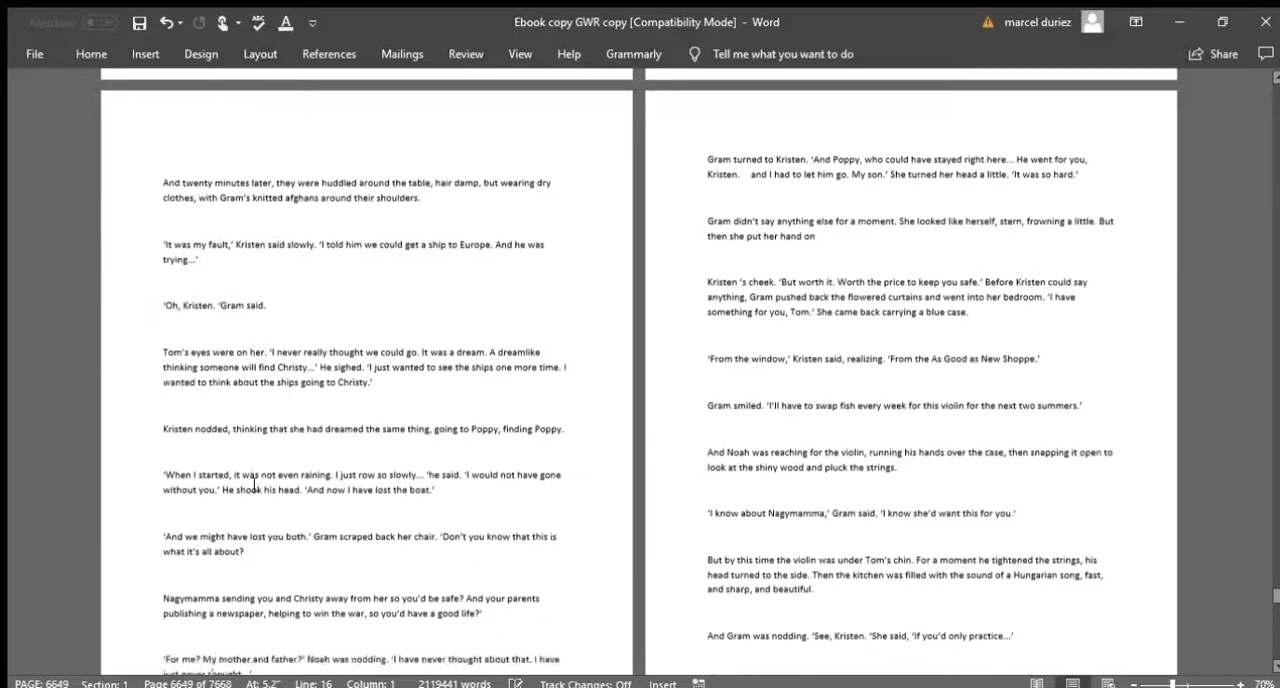 Ebook copy GWR copy [Compatibility Mode] - Word
marcel duriez
File Home Insert Design Layout References Mailings Review View Help Grammarly Tell me what you want to do Share
And twenty minutes later, they were huddled around the table, hair damp, but wearing dry
clothes, with Gram's knitted afghans around their shoulders.
'It was my fault,' Kristen said slowly. 'I told him we could get a ship to Europe. And he was
trying...'
'Oh, Kristen. 'Gram said.
Tom's eyes were on her. 'I never really thought we could go. It was a dream. A dreamlike
thinking someone will find Christy...' He sighed. 'I just wanted to see the ships one more time. I
wanted to think about the ships going to Christy.'
Kristen nodded, thinking that she had dreamed the same thing, going to Poppy, finding Poppy.
'When I started, it was not even raining. I just row so slowly... 'he said. 'I would not have gone
without you.' He shook his head. 'And now I have lost the boat.'
'And we might have lost you both.' Gram scraped back her chair. 'Don't you know that this is
what it's all about?
Nagymamma sending you and Christy away from her so you'd be safe? And your parents
publishing a newspaper, helping to win the war, so you'd have a good life?'
'For me? My mother and father?' Noah was nodding. 'I have never thought about that. I have
just never thought...'
Gram turned to Kristen. 'And Poppy, who could have stayed right here... He went for you,
Kristen. and I had to let him go. My son.' She turned her head a little. 'It was so hard.'
Gram didn't say anything else for a moment. She looked like herself, stern, frowning a little. But
then she put her hand on
Kristen 's cheek. 'But worth it. Worth the price to keep you safe.' Before Kristen could say
anything, Gram pushed back the flowered curtains and went into her bedroom. 'I have
something for you, Tom.' She came back carrying a blue case.
'From the window,' Kristen said, realizing. 'From the As Good as New Shoppe.'
Gram smiled. 'I'll have to swap fish every week for this violin for the next two summers.'
And Noah was reaching for the violin, running his hands over the case, then snapping it open to
look at the shiny wood and pluck the strings.
'I know about Nagymamma,' Gram said. 'I know she'd want this for you.'
But by this time the violin was under Tom's chin. For a moment he tightened the strings, his
head turned to the side. Then the kitchen was filled with the sound of a Hungarian song, fast,
and sharp, and beautiful.
And Gram was nodding. 'See, Kristen. 'She said, 'if you'd only practice...'
PAGE: 6649 Section: 1 Page 6649 of 7668 At: 5.2" Line: 16 Column: 1 2119441 words Track Changes: Off Insert 70%